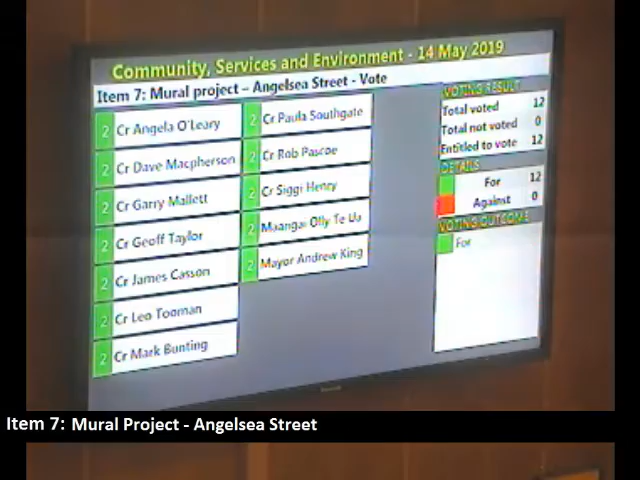 Community, Services and Environment - 14 May 2019
Item 7: Mural project – Angelsea Street - Vote
2 Cr Angela O'Leary
2 Cr Dave Macpherson
2 Cr Garry Mallett
2 Cr Geoff Taylor
2 Cr James Casson
2 Cr Leo Tooman
2 Cr Mark Bunting
2 Cr Paula Southgate
2 Cr Rob Pascoe
2 Cr Siggi Henry
2 Maangai Olly Te Ua
2 Mayor Andrew King
VOTING RESULT
Total voted 12
Total not voted 0
Entitled to vote 12
DETAILS
For 12
Against 0
VOTING OUTCOME
For
Item 7: Mural Project - Angelsea Street